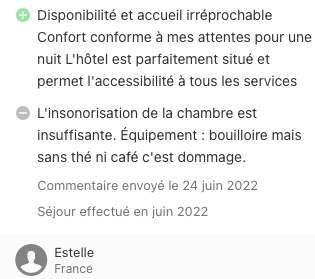 Disponibilité et accueil irréprochable
Confort conforme à mes attentes pour une
nuit L'hôtel est parfaitement situé et
permet l'accessibilité à tous les services
L'insonorisation de la chambre est
insuffisante. Équipement : bouilloire mais
sans thé ni café c'est dommage.
Commentaire envoyé le 24 juin 2022
Séjour effectué en juin 2022
Estelle
France